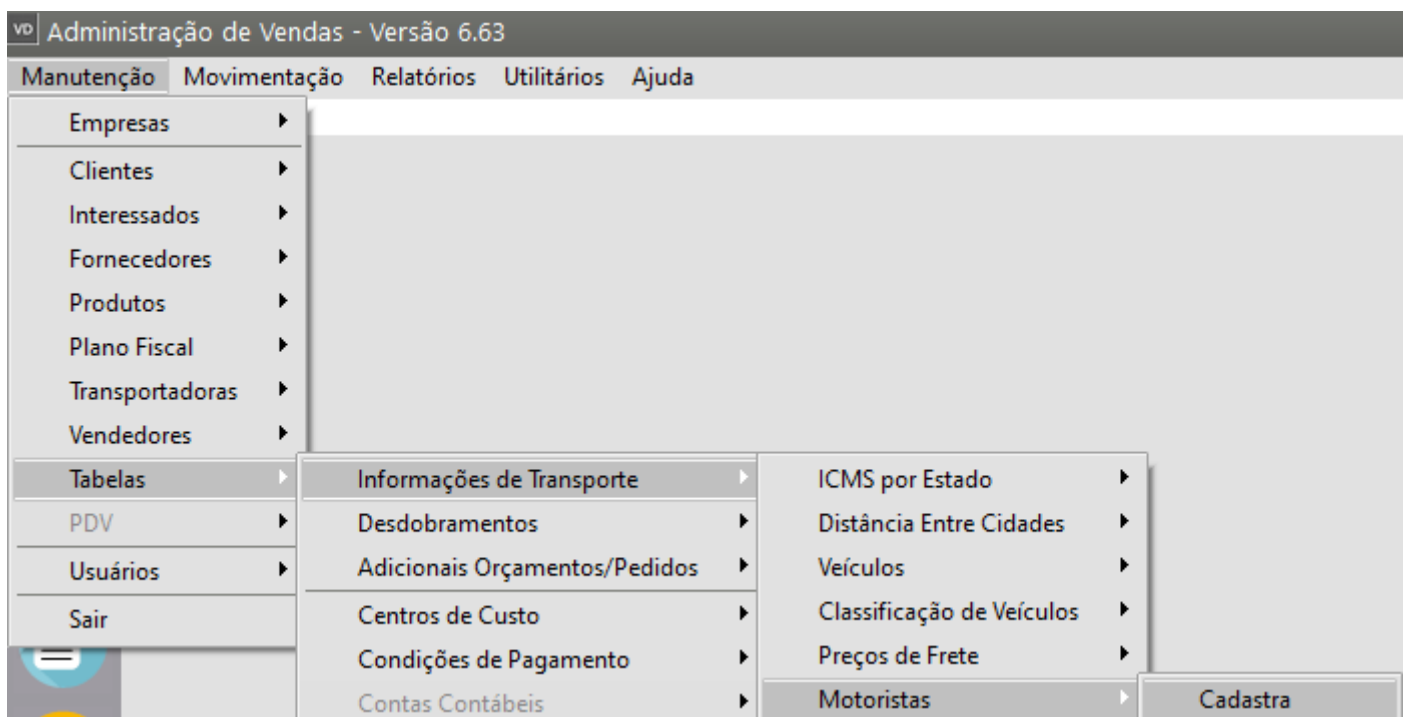 VD Administração de Vendas - Versão 6.63
Manutenção Movimentação Relatórios Utilitários Ajuda
Empresas
Clientes
Interessados
Fornecedores
Produtos
Plano Fiscal
Transportadoras
Vendedores
Tabelas
PDV
Usuários
Sair
Informações de Transporte
Desdobramentos
Adicionais Orçamentos/Pedidos
Centros de Custo
Condições de Pagamento
Contas Contábeis
ICMS por Estado
Distância Entre Cidades
Veículos
Classificação de Veículos
Preços de Frete
Motoristas
Cadastra